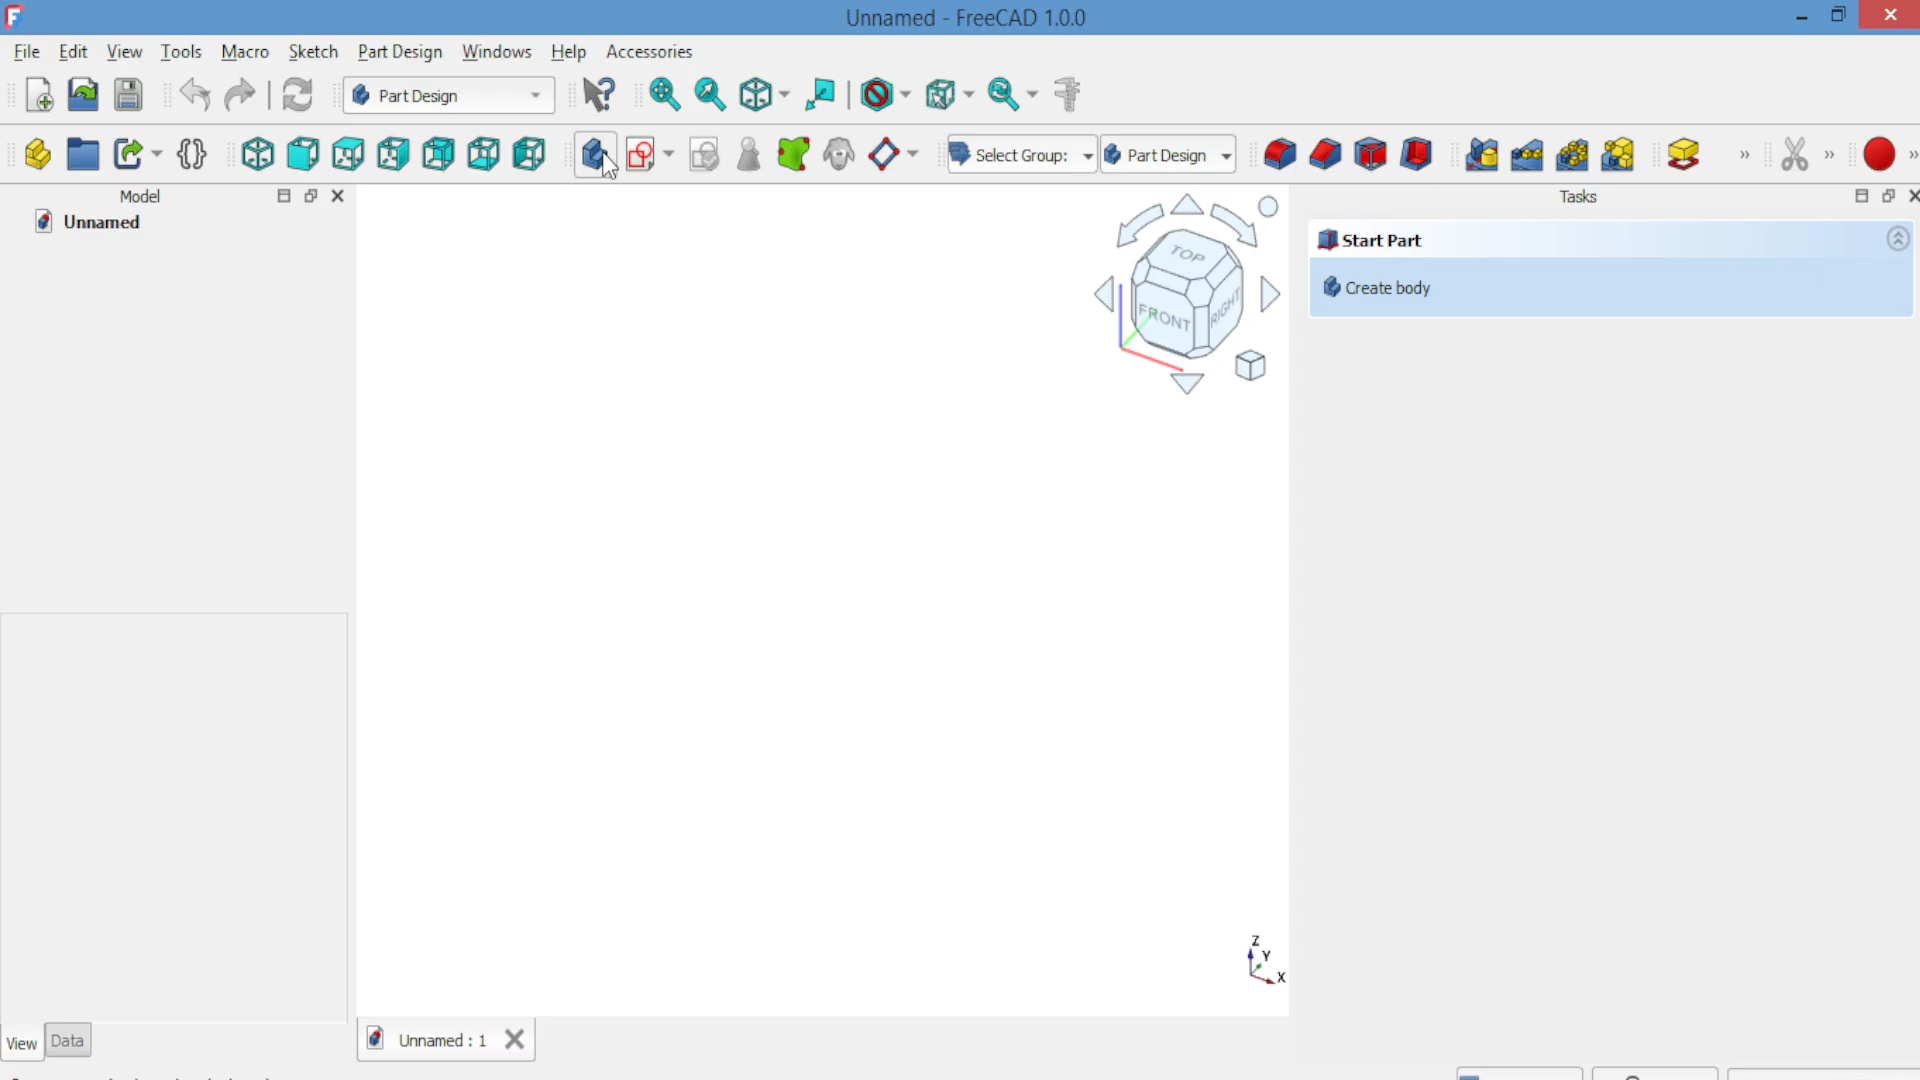 Unnamed - FreeCAD 1.0.0
File Edit View Tools Macro Sketch Part Design Windows Help Accessories
Part Design
Select Group: Part Design
Model
Tasks
Unnamed
Start Part
Create body
TOP
FRONT
RIGHT
Z
Y
X
View Data
Unnamed : 1